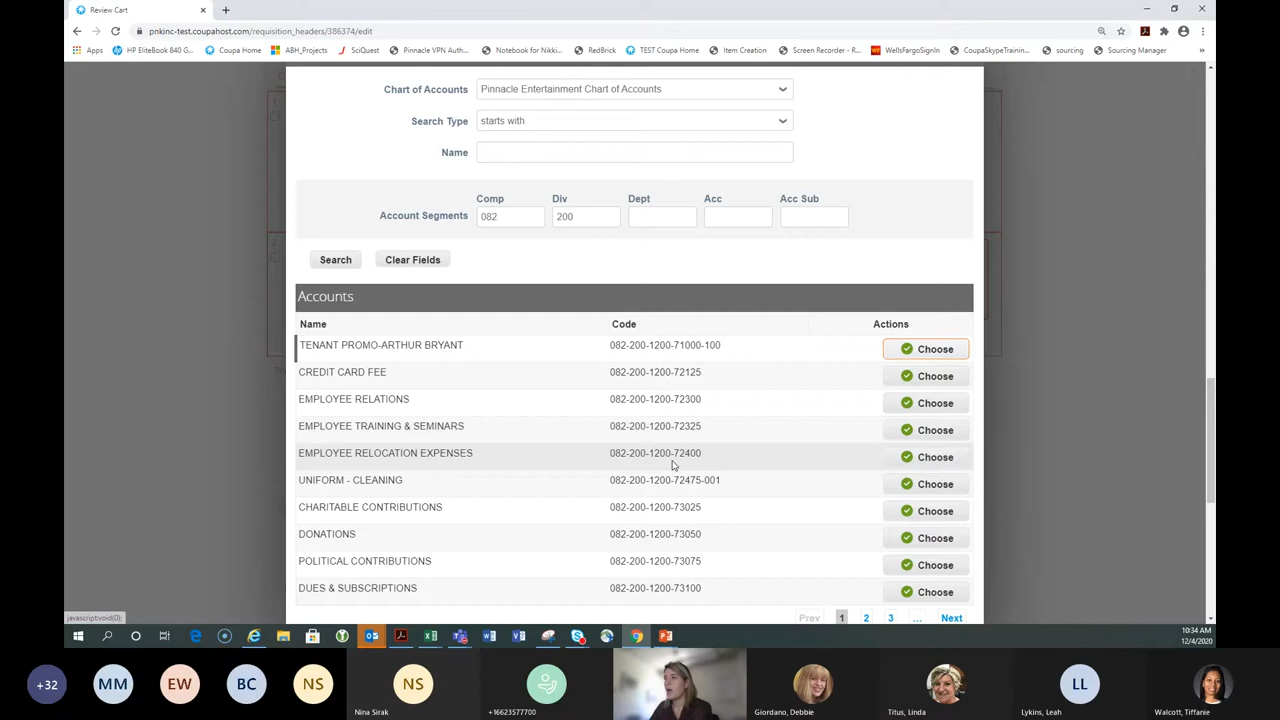 Review Cart
pnkinc-test.coupahost.com/requisition_headers/386374/edit
Apps HP EliteBook 840 G... Coupa Home ABH_Projects SciQuest Pinnacle VPN Auth... Notebook for Nikki... RedBrick TEST Coupa Home Item Creation Screen Recorder - R... WellsFargoSignIn CoupaSkypeTrainin... sourcing Sourcing Manager
Chart of Accounts Pinnacle Entertainment Chart of Accounts
Search Type starts with
Name
Comp Div Dept Acc Acc Sub
Account Segments 082 200
Search Clear Fields
Accounts
Name Code Actions
TENANT PROMO-ARTHUR BRYANT 082-200-1200-71000-100 Choose
CREDIT CARD FEE 082-200-1200-72125 Choose
EMPLOYEE RELATIONS 082-200-1200-72300 Choose
EMPLOYEE TRAINING & SEMINARS 082-200-1200-72325 Choose
EMPLOYEE RELOCATION EXPENSES 082-200-1200-72400 Choose
UNIFORM - CLEANING 082-200-1200-72475-001 Choose
CHARITABLE CONTRIBUTIONS 082-200-1200-73025 Choose
DONATIONS 082-200-1200-73050 Choose
POLITICAL CONTRIBUTIONS 082-200-1200-73075 Choose
DUES & SUBSCRIPTIONS 082-200-1200-73100 Choose
Prev 1 2 3 ... Next
javascript:void(0);
10:34 AM
12/4/2020
+32 MM EW BC NS NS LL
Nina Sirak +16623577700 Giordano, Debbie Titus, Linda Lykins, Leah Walcott, Tiffanie